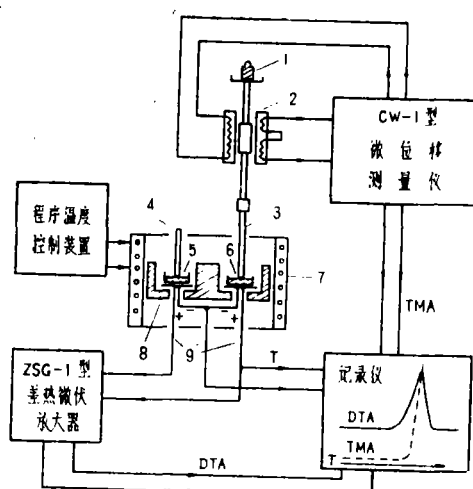 1
2
CW-1型
微位移
测量仪
程序温度
控制装置
4
3
5
6
7
8
9
+
-
-
+
TMA
T
ZSG-1型
差热微伏
放大器
记录仪
DTA
TMA
T
DTA